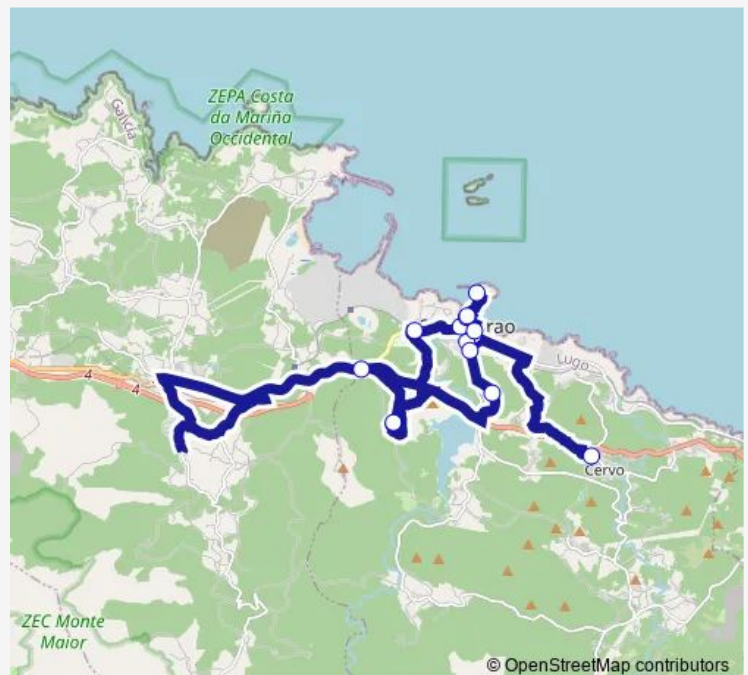 ZEPA Costa
da Mariña
Occidental
Galicia
rao
Lugo
4
4
Cervo
ZEC Monte
Maior
© OpenStreetMap contributors